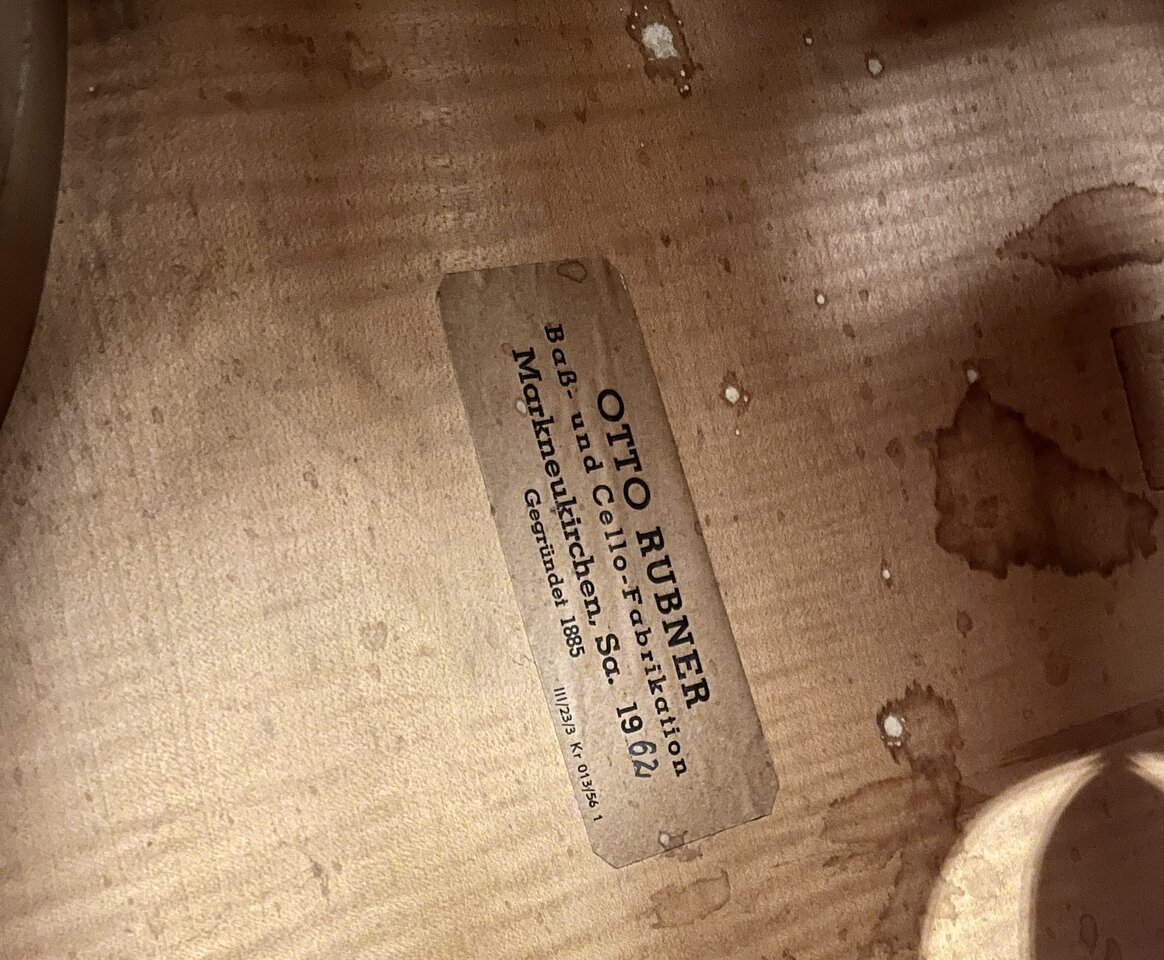 OTTO RUBNER
Baß- und Cello-Fabrikation
Markneukirchen, Sa. 1962
Gegründet 1885
III/23/3 Kr 013/56 1